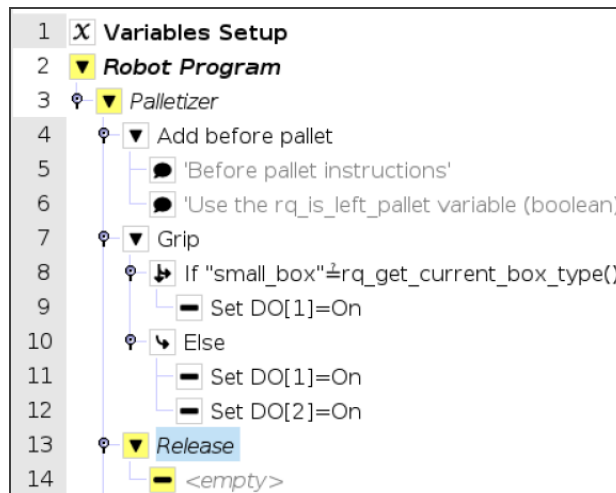 1 X Variables Setup
2 Robot Program
3 Palletizer
4 Add before pallet
5 'Before pallet instructions'
6 'Use the rq_is_left_pallet variable (boolean)
7 Grip
8 If "small_box"≟rq_get_current_box_type()
9 Set DO[1]=On
10 Else
11 Set DO[1]=On
12 Set DO[2]=On
13 Release
14 <empty>